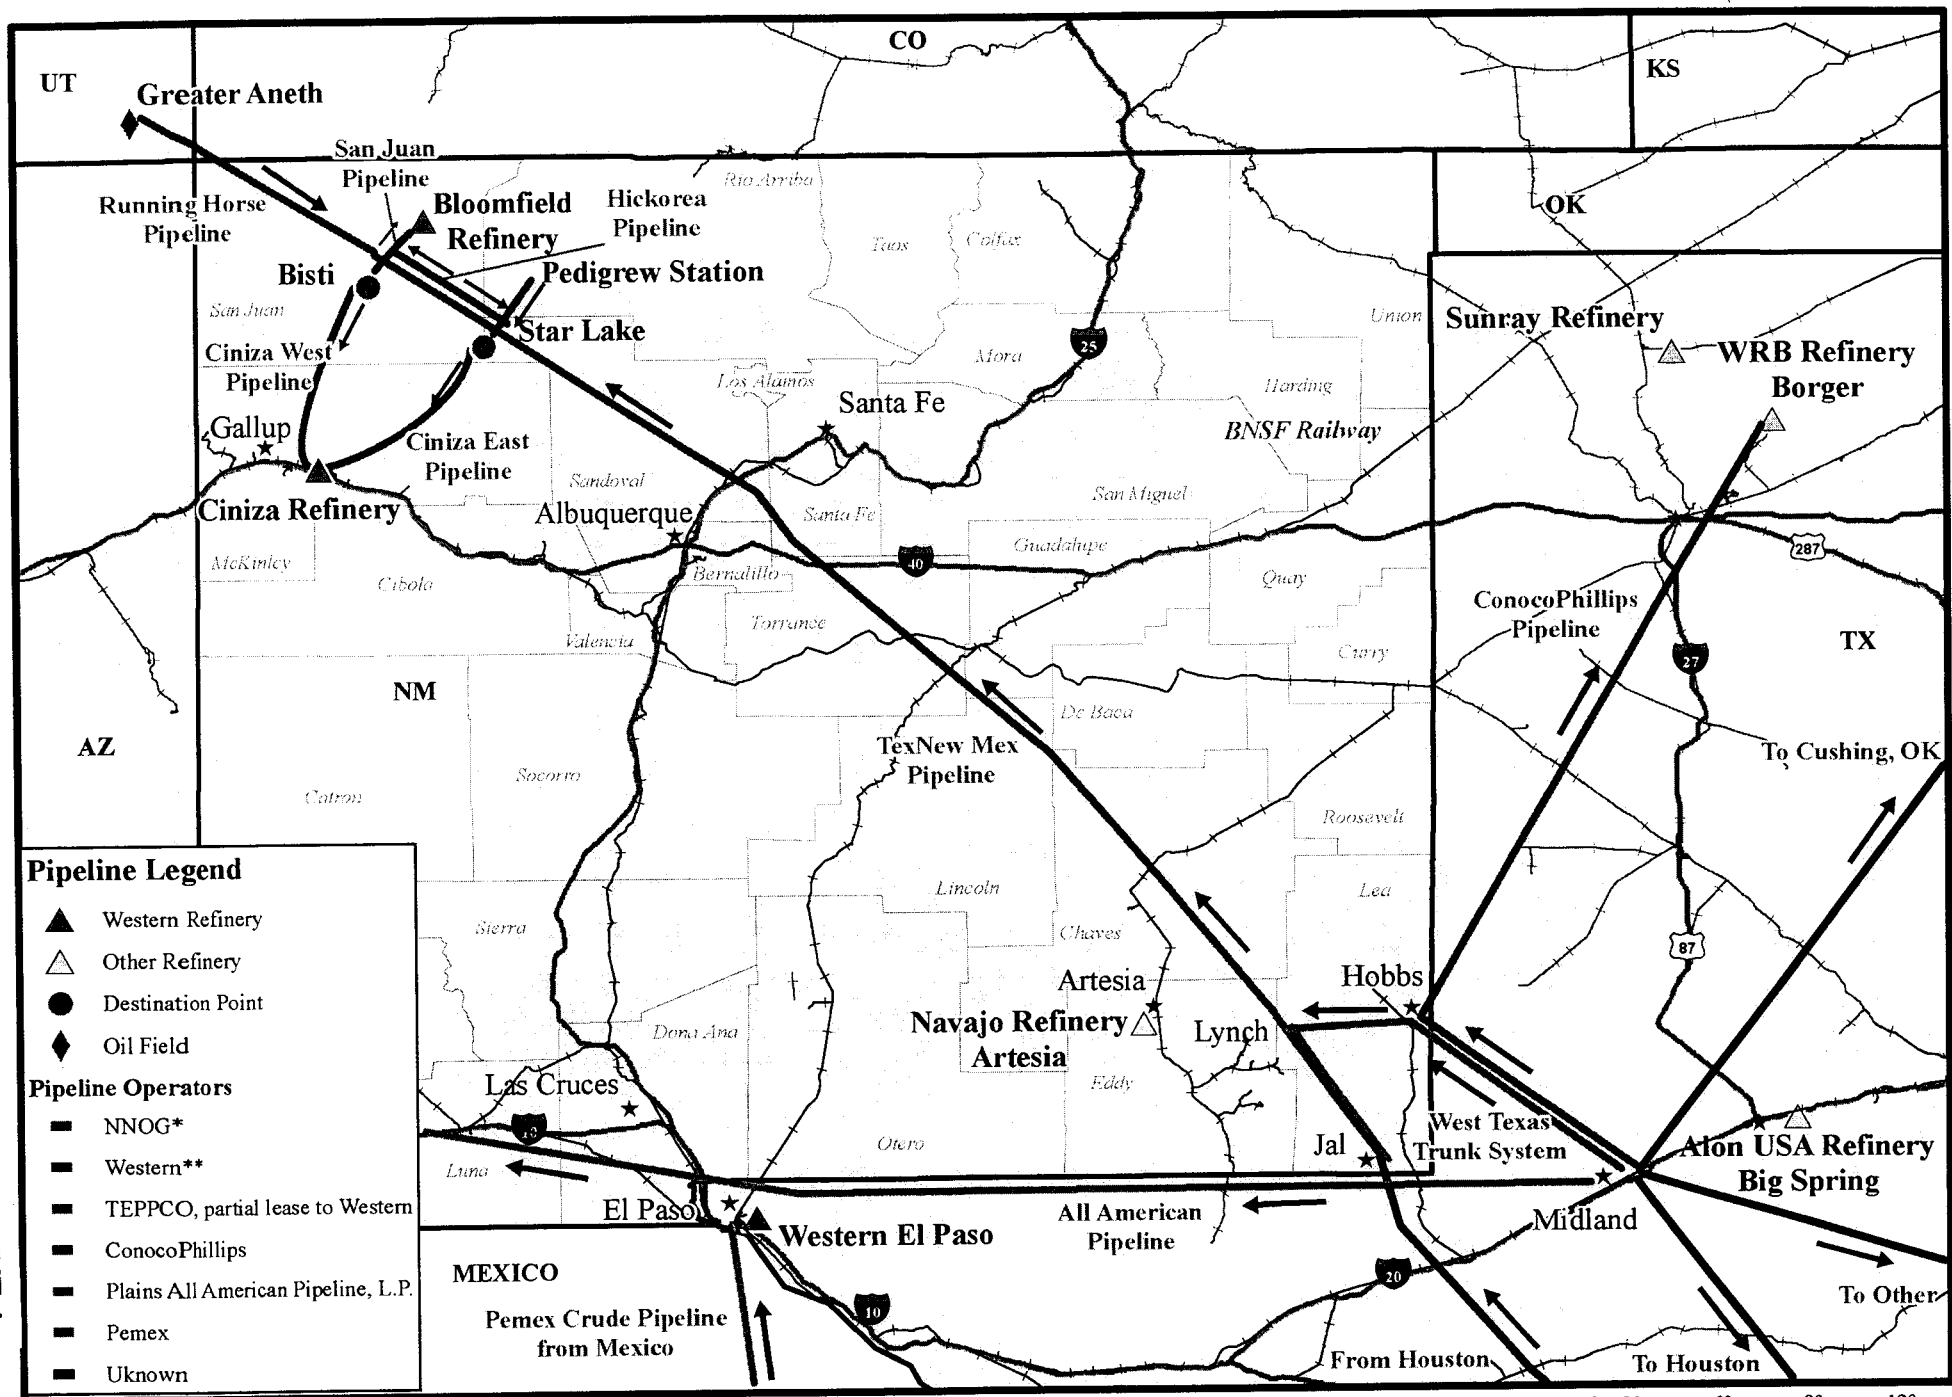 CO
KS
UT
Greater Aneth
San Juan
Pipeline
Rio Arriba
Running Horse
Pipeline
Bloomfield
Refinery
Hickorea
Pipeline
OK
Taos
Colfax
Bisti
Pedigrew Station
San Juan
Star Lake
Union
Sunray Refinery
25
WRB Refinery
Borger
Ciniza West
Pipeline
Mora
Los Alamos
Harding
Santa Fe
Gallup
BNSF Railway
Ciniza East
Pipeline
Sandoval
San Miguel
Ciniza Refinery
Albuquerque
Santa Fe
Guadalupe
287
McKinley
Cibola
Bernalillo
40
Quay
ConocoPhillips
Pipeline
Torrance
Valencia
Curry
TX
27
NM
De Baca
AZ
TexNew Mex
Pipeline
To Cushing, OK
Socorro
Catron
Roosevelt
Pipeline Legend
Western Refinery
Other Refinery
Destination Point
Oil Field
Pipeline Operators
NNOG*
Western**
TEPPCO, partial lease to Western
ConocoPhillips
Plains All American Pipeline, L.P.
Pemex
Uknown
Lincoln
Lea
Sierra
Chaves
87
Artesia
Hobbs
Navajo Refinery
Artesia
Lynch
Dona Ana
Las Cruces
Eddy
10
West Texas
Trunk System
Otero
Jal
Alon USA Refinery
Big Spring
Luna
El Paso
Western El Paso
All American
Pipeline
Midland
MEXICO
20
To Other
Pemex Crude Pipeline
from Mexico
10
From Houston
To Houston